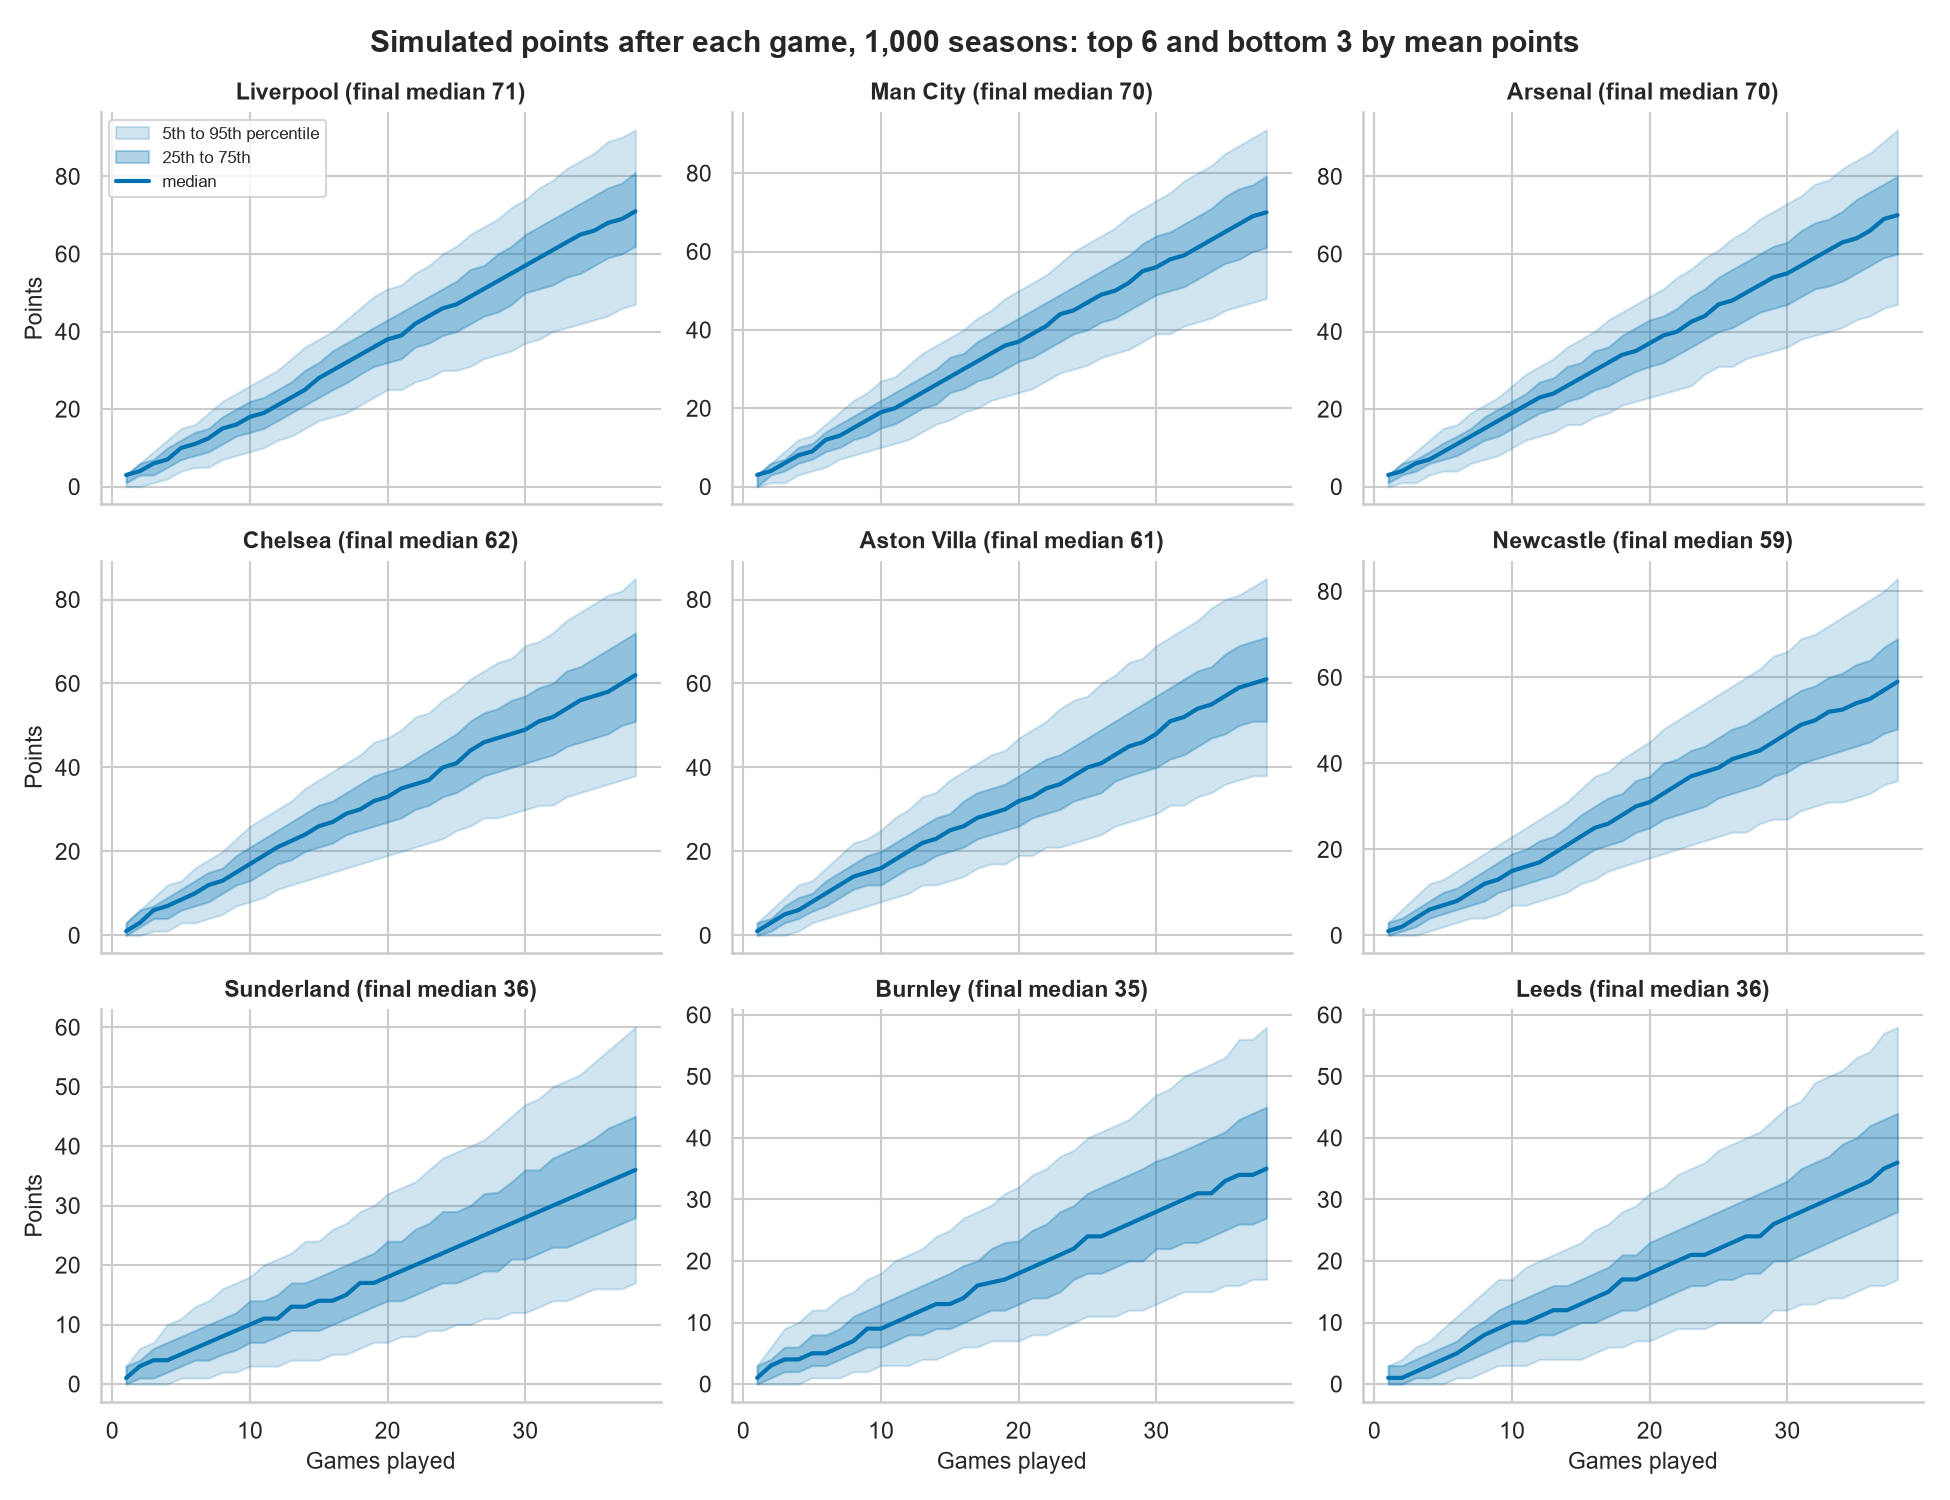 Simulated points after each game, 1,000 seasons: top 6 and bottom 3 by mean points
Liverpool (final median 71)
5th to 95th percentile
25th to 75th
median
Points
80
60
40
20
0
Man City (final median 70)
80
60
40
20
0
Arsenal (final median 70)
80
60
40
20
0
Chelsea (final median 62)
Points
80
60
40
20
0
Aston Villa (final median 61)
80
60
40
20
0
Newcastle (final median 59)
80
60
40
20
0
Sunderland (final median 36)
Points
60
50
40
30
20
10
0
0 10 20 30
Games played
Burnley (final median 35)
60
50
40
30
20
10
0
0 10 20 30
Games played
Leeds (final median 36)
60
50
40
30
20
10
0
0 10 20 30
Games played